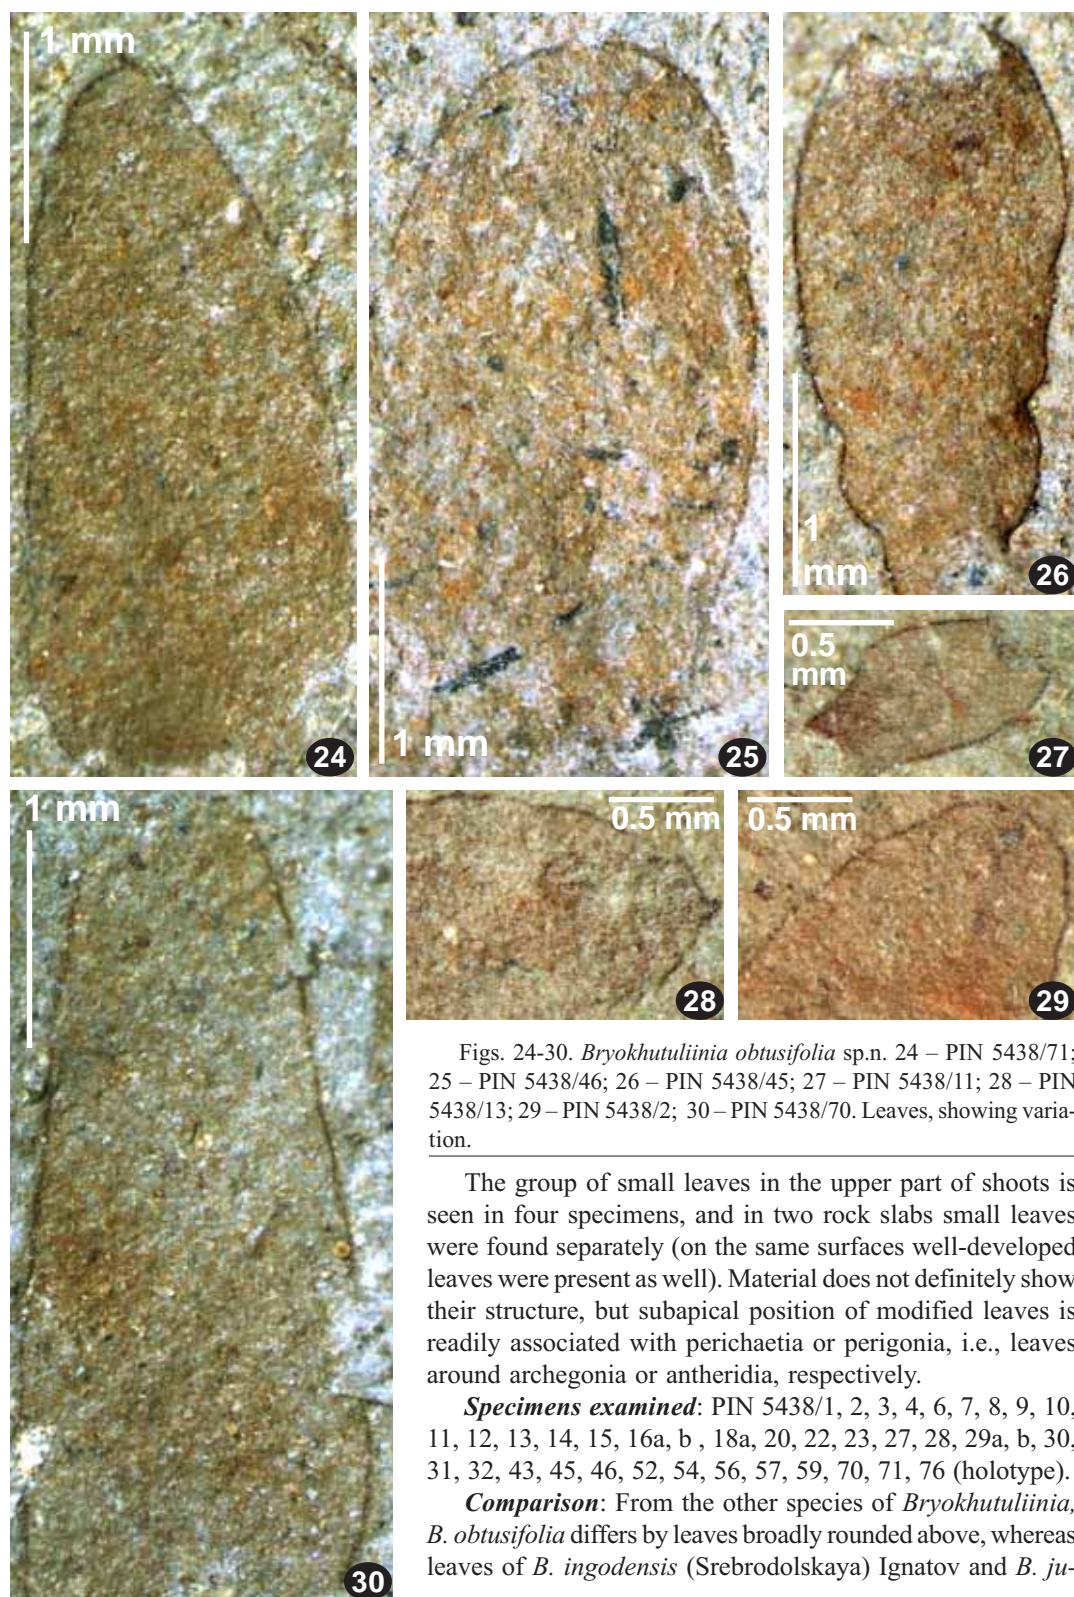 1 mm
24
1 mm
25
1
mm
26
0.5
mm
27
1 mm
30
0.5 mm
28
0.5 mm
29
Figs. 24-30. Bryokhutuliinia obtusifolia sp.n. 24 – PIN 5438/71;
25 – PIN 5438/46; 26 – PIN 5438/45; 27 – PIN 5438/11; 28 – PIN
5438/13; 29 – PIN 5438/2; 30 – PIN 5438/70. Leaves, showing varia-
tion.
The group of small leaves in the upper part of shoots is
seen in four specimens, and in two rock slabs small leaves
were found separately (on the same surfaces well-developed
leaves were present as well). Material does not definitely show
their structure, but subapical position of modified leaves is
readily associated with perichaetia or perigonia, i.e., leaves
around archegonia or antheridia, respectively.
Specimens examined: PIN 5438/1, 2, 3, 4, 6, 7, 8, 9, 10,
11, 12, 13, 14, 15, 16a, b , 18a, 20, 22, 23, 27, 28, 29a, b, 30,
31, 32, 43, 45, 46, 52, 54, 56, 57, 59, 70, 71, 76 (holotype).
Comparison: From the other species of Bryokhutuliinia,
B. obtusifolia differs by leaves broadly rounded above, whereas
leaves of B. ingodensis (Srebrodolskaya) Ignatov and B. ju-